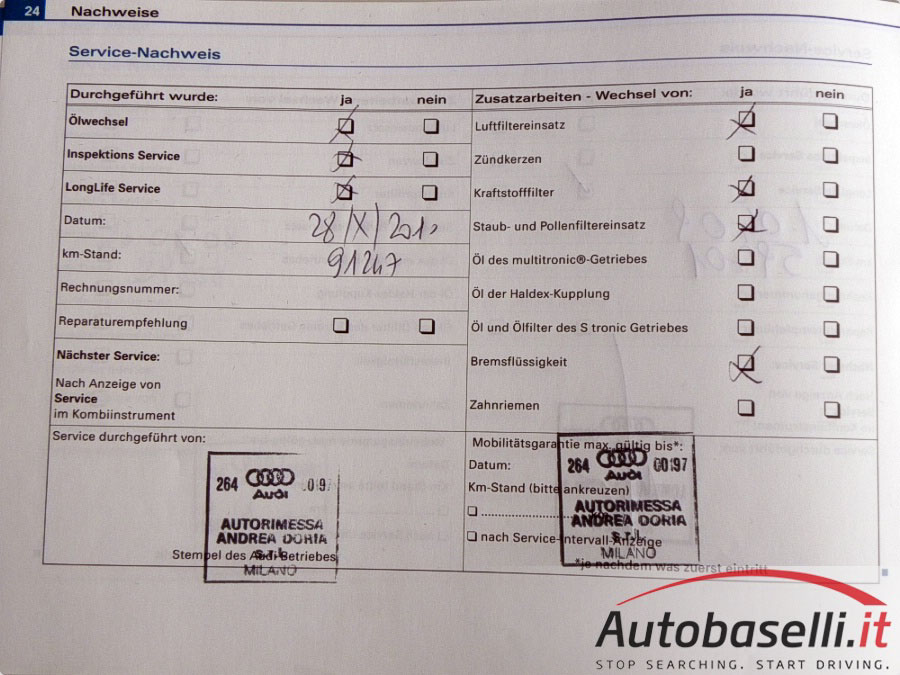 24 Nachweise
Service-Nachweis
Durchgeführt wurde: ja nein
Ölwechsel
Inspektions Service
LongLife Service
Datum: 28/X/2010
km-Stand: 91247
Rechnungsnummer:
Reparaturempfehlung
Nächster Service:
Nach Anzeige von
Service
im Kombiinstrument
Service durchgeführt von:
264 Audi
AUTORIMESSA
ANDREA DORIA
S.r.l.
Stempel des Audi-Betriebes
MILANO
Zusatzarbeiten - Wechsel von: ja nein
Luftfiltereinsatz
Zündkerzen
Kraftstofffilter
Staub- und Pollenfiltereinsatz
Öl des multitronic®-Getriebes
Öl der Haldex-Kupplung
Öl und Ölfilter des S tronic Getriebes
Bremsflüssigkeit
Zahnriemen
Mobilitätsgarantie max. gültig bis*:
Datum:
264 Audi 00197
Km-Stand (bitte ankreuzen)
AUTORIMESSA
ANDREA DORIA
S.r.l.
nach Service-Intervall-Anzeige
MILANO
*je nachdem was zuerst eintritt
Autobaselli.it
STOP SEARCHING. START DRIVING.